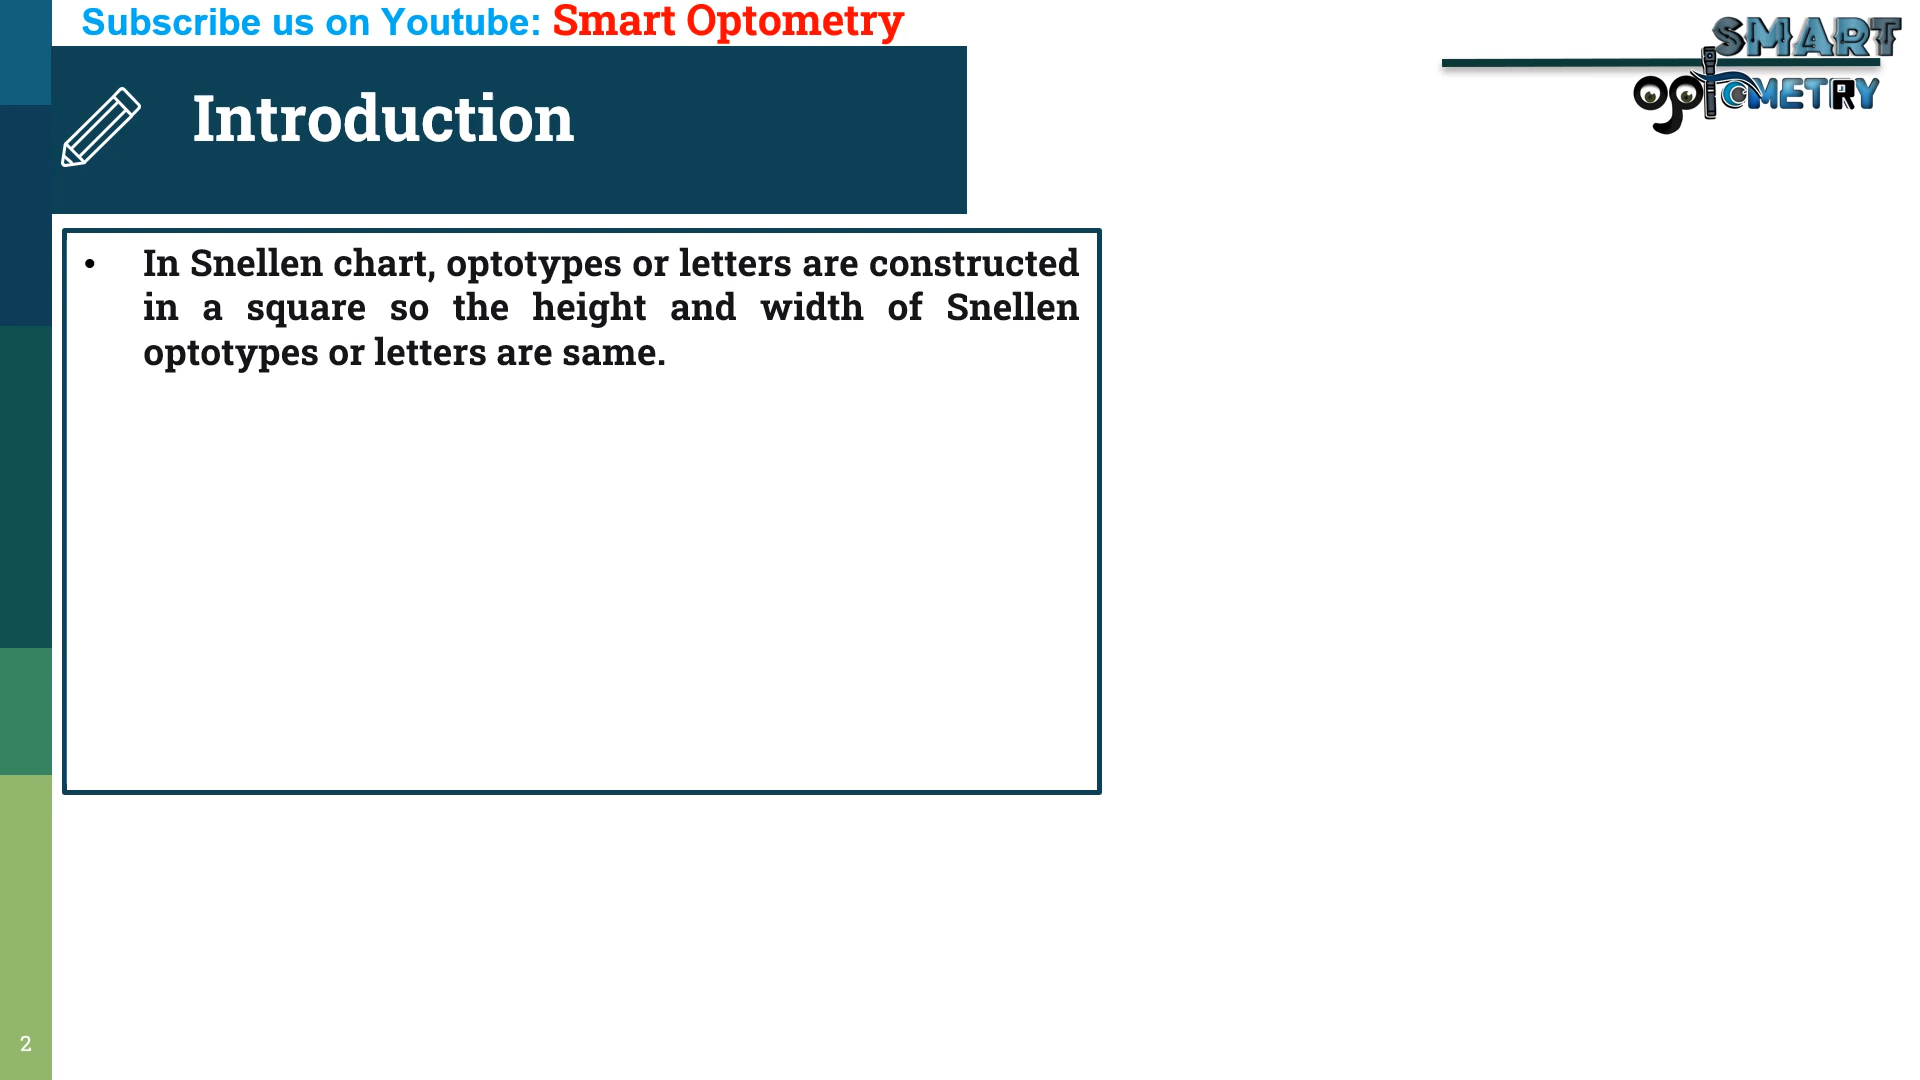 Subscribe us on Youtube: Smart Optometry
SMART
OptOMETRY
Introduction
• In Snellen chart, optotypes or letters are constructed
in a square so the height and width of Snellen
optotypes or letters are same.
2